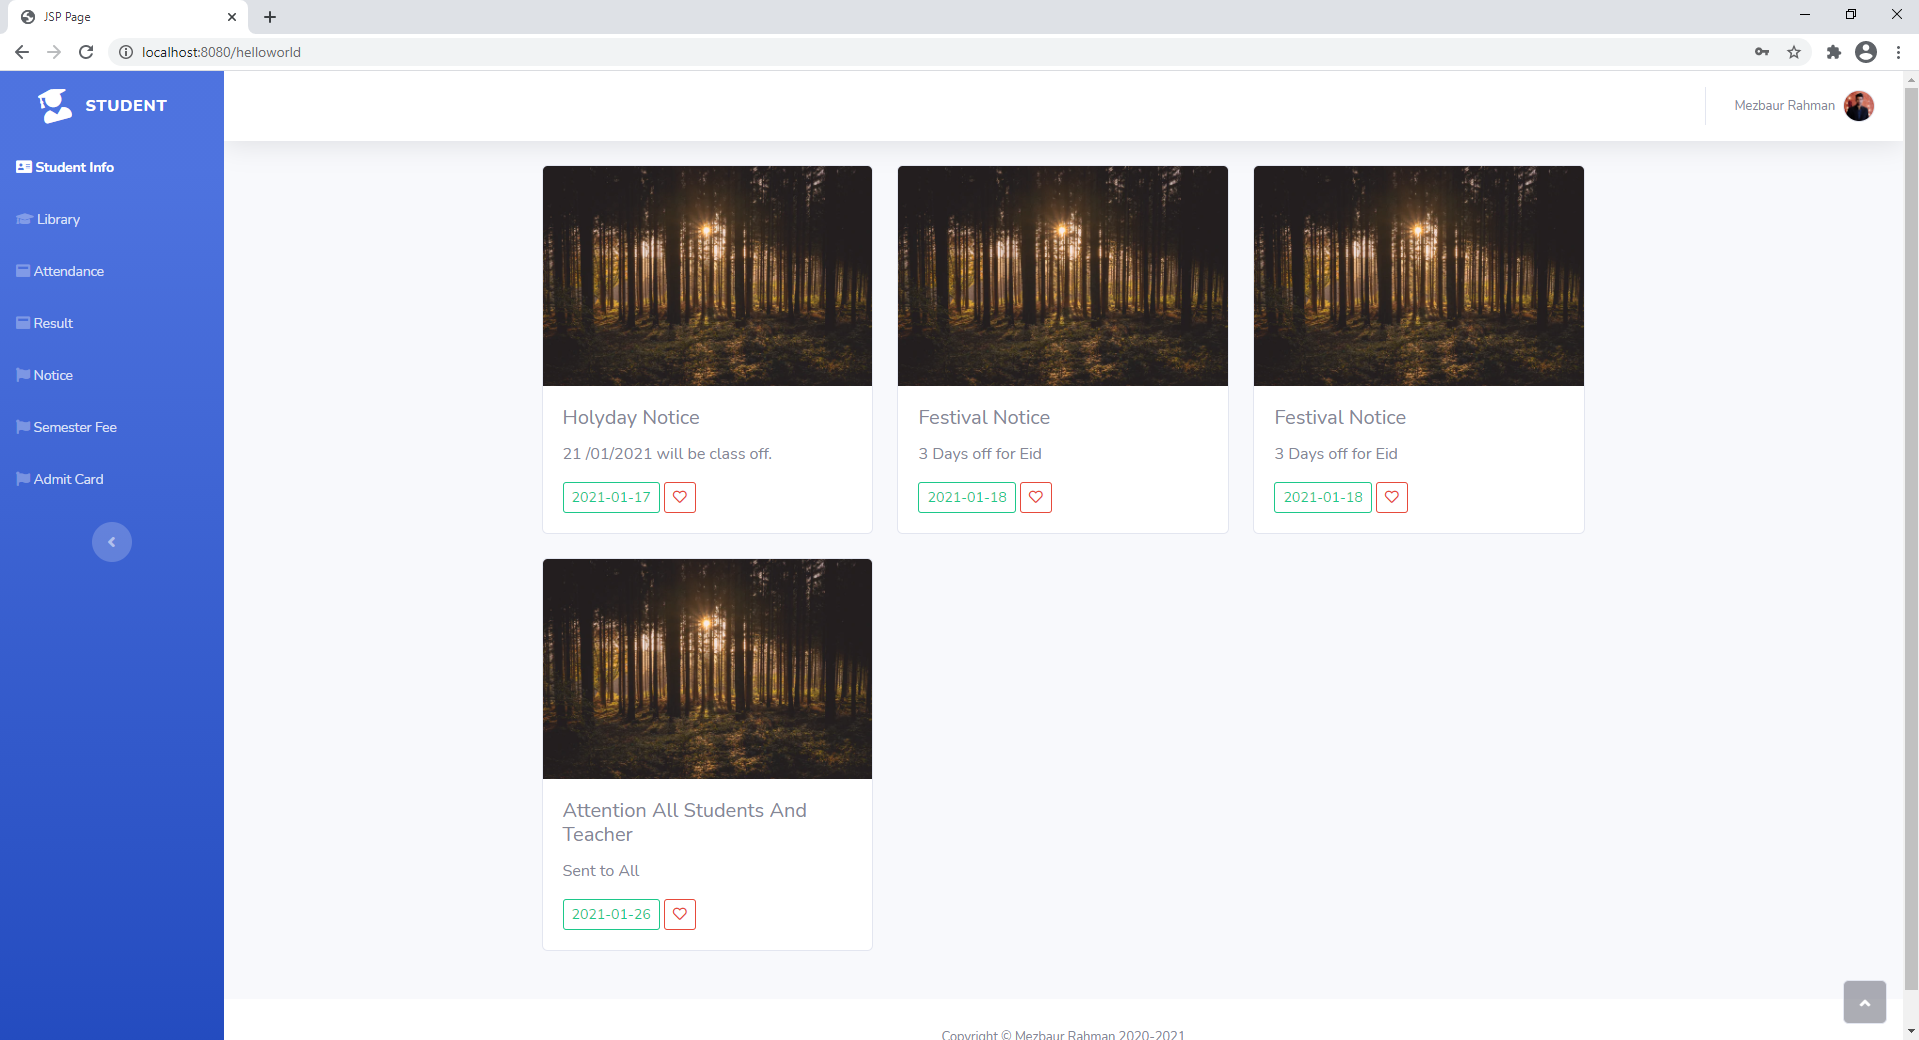 JSP Page
localhost:8080/helloworld
STUDENT
Mezbaur Rahman
Student Info
Library
Attendance
Result
Notice
Semester Fee
Admit Card
Holyday Notice
21 /01/2021 will be class off.
2021-01-17
Festival Notice
3 Days off for Eid
2021-01-18
Festival Notice
3 Days off for Eid
2021-01-18
Attention All Students And
Teacher
Sent to All
2021-01-26
Copyright © Mezbaur Rahman 2020-2021